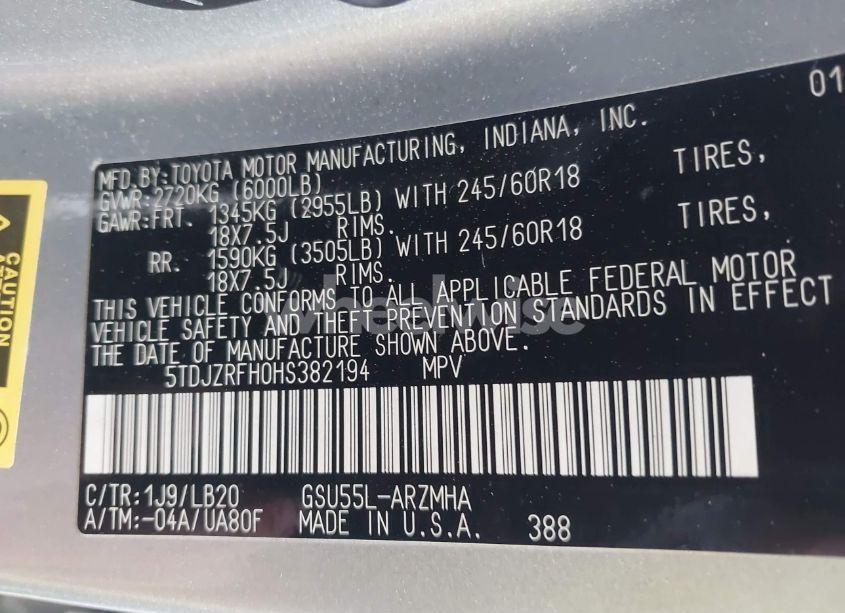 01
MFD.BY:TOYOTA MOTOR MANUFACTURING, INDIANA, INC.
GVWR:2720KG (6000LB)
GAWR:FRT. 1345KG (2955LB) WITH 245/60R18 TIRES,
18X7.5J RIMS.
RR. 1590KG (3505LB) WITH 245/60R18 TIRES,
18X7.5J RIMS.
THIS VEHICLE CONFORMS TO ALL APPLICABLE FEDERAL MOTOR
VEHICLE SAFETY AND THEFT PREVENTION STANDARDS IN EFFECT
THE DATE OF MANUFACTURE SHOWN ABOVE.
5TDJZRFH0HS382194 MPV
C/TR:1J9/LB20 GSU55L-ARZMHA
A/TM:-04A/UA80F MADE IN U.S.A. 388
CAUTION